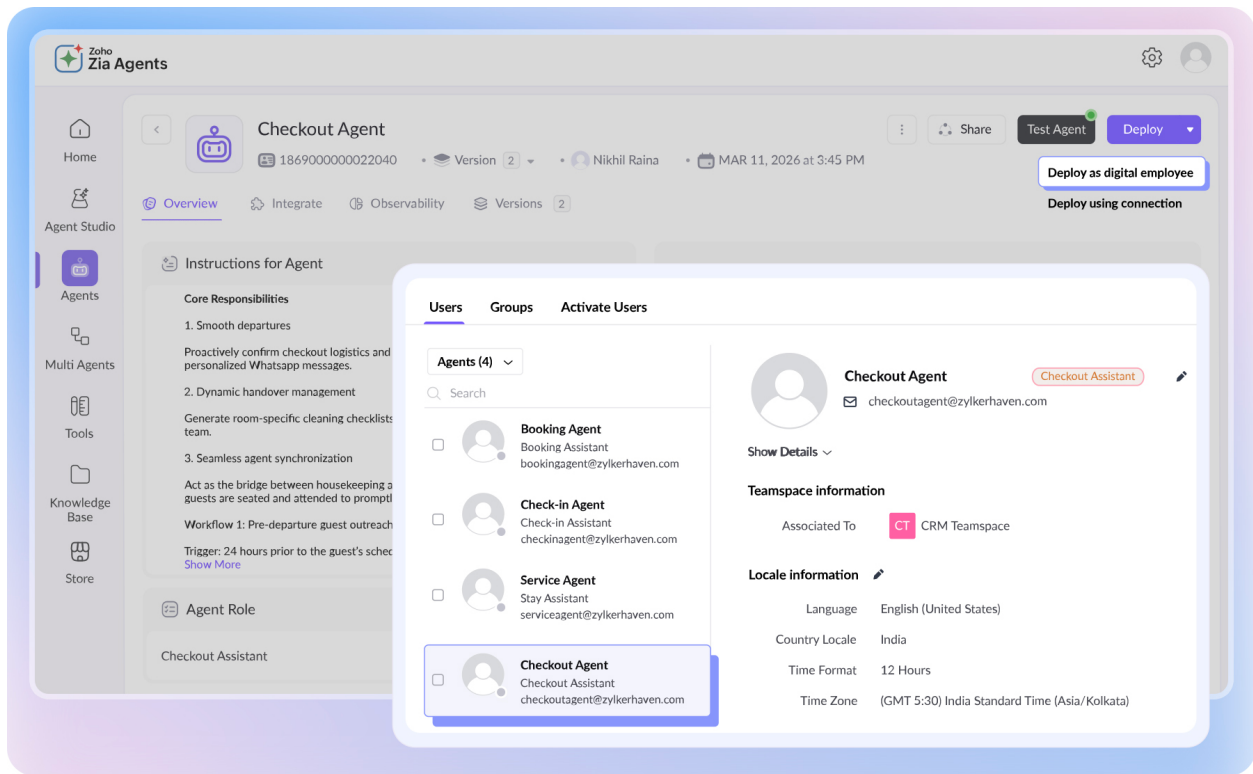 Zoho
Zia Agents
Home
Agent Studio
Agents
Multi Agents
Tools
Knowledge
Base
Store
Checkout Agent
1869000000022040 • Version 2 • Nikhil Raina • MAR 11, 2026 at 3:45 PM
Share
Test Agent
Deploy
Deploy as digital employee
Deploy using connection
Overview
Integrate
Observability
Versions 2
Instructions for Agent
Core Responsibilities
1. Smooth departures
Proactively confirm checkout logistics and
personalized Whatsapp messages.
2. Dynamic handover management
Generate room-specific cleaning checklists
team.
3. Seamless agent synchronization
Act as the bridge between housekeeping a
guests are seated and attended to promptl
Workflow 1: Pre-departure guest outreach
Trigger: 24 hours prior to the guest's sched
Show More
Agent Role
Checkout Assistant
Users
Groups
Activate Users
Agents (4)
Search
Booking Agent
Booking Assistant
bookingagent@zylkerhaven.com
Check-in Agent
Check-in Assistant
checkinagent@zylkerhaven.com
Service Agent
Stay Assistant
serviceagent@zylkerhaven.com
Checkout Agent
Checkout Assistant
checkoutagent@zylkerhaven.com
Checkout Agent
Checkout Assistant
checkoutagent@zylkerhaven.com
Show Details
Teamspace information
Associated To CT CRM Teamspace
Locale information
Language English (United States)
Country Locale India
Time Format 12 Hours
Time Zone (GMT 5:30) India Standard Time (Asia/Kolkata)